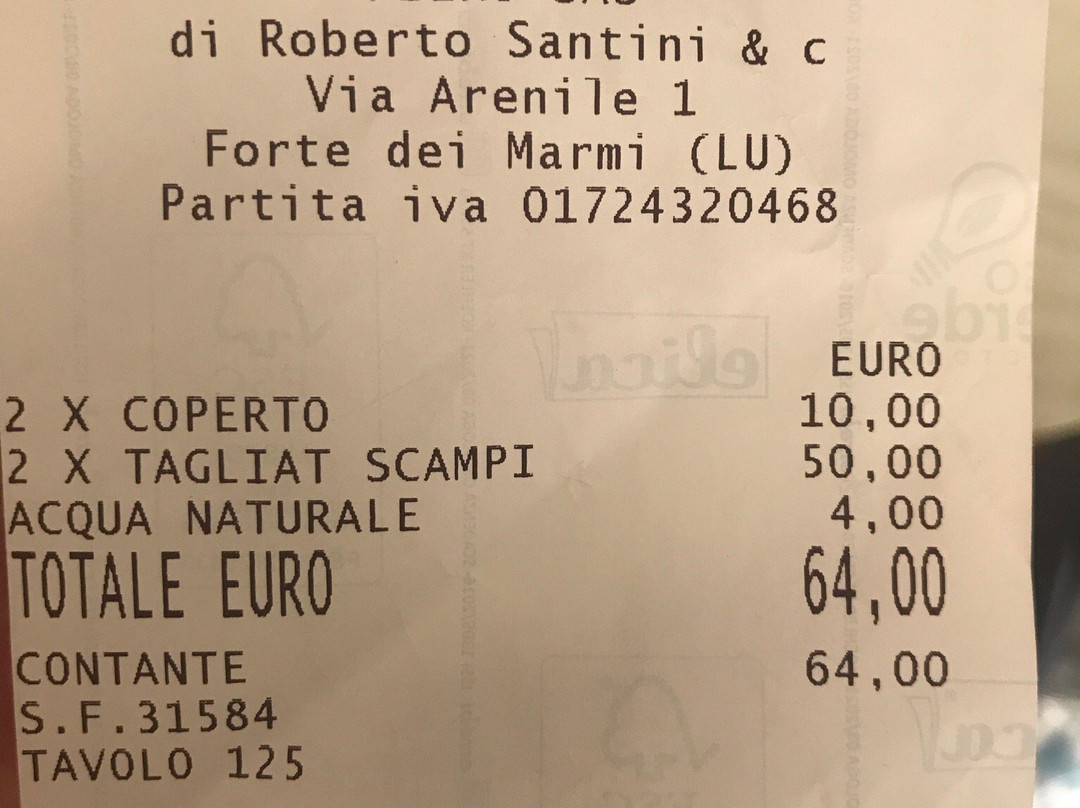 di Roberto Santini & c
Via Arenile 1
Forte dei Marmi (LU)
Partita iva 01724320468
EURO
2 X COPERTO 10,00
2 X TAGLIAT SCAMPI 50,00
ACQUA NATURALE 4,00
TOTALE EURO 64,00
CONTANTE 64,00
S.F.31584
TAVOLO 125
elica